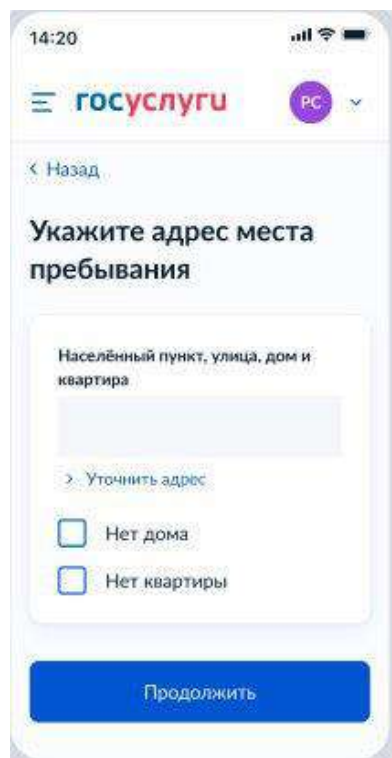 14:20
госуслуги
РС
Назад
Укажите адрес места
пребывания
Населённый пункт, улица, дом и
квартира
Уточнить адрес
Нет дома
Нет квартиры
Продолжить